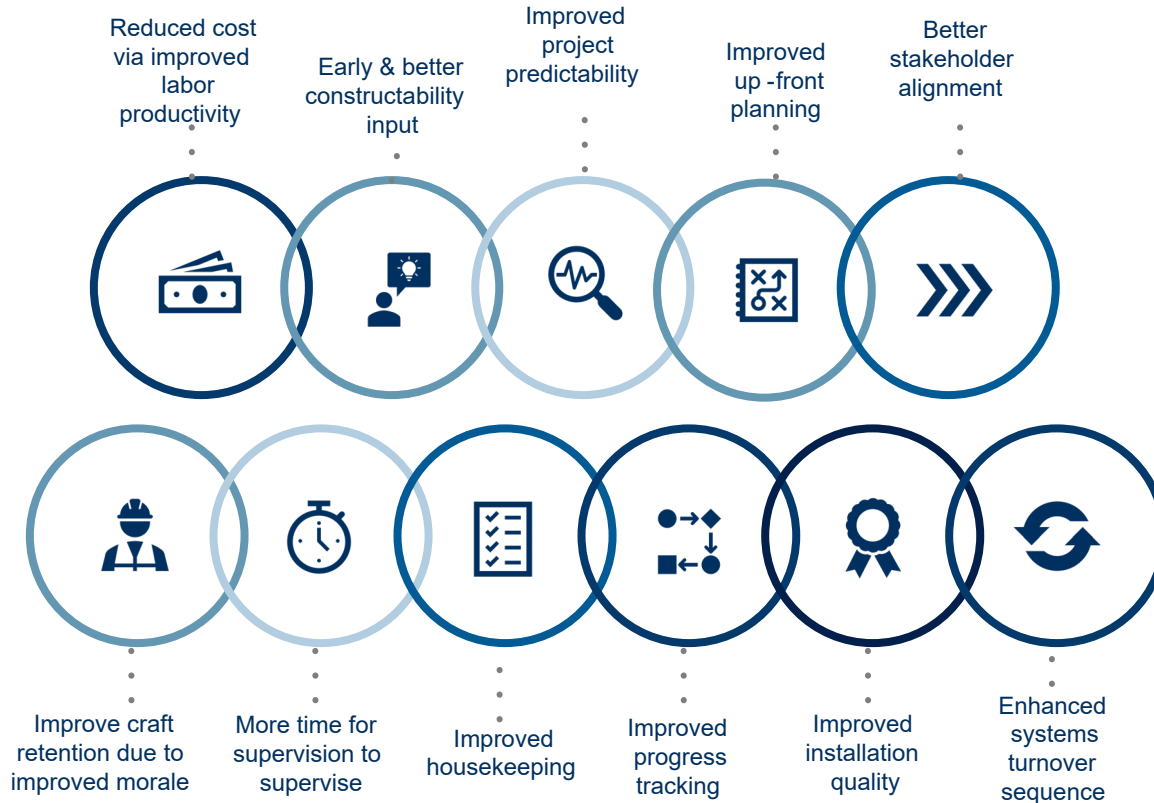 Reduced cost
via improved
labor
productivity
Early & better
constructability
input
Improved
project
predictability
Improved
up -front
planning
Better
stakeholder
alignment
Improve craft
retention due to
improved morale
More time for
supervision to
supervise
Improved
housekeeping
Improved
progress
tracking
Improved
installation
quality
Enhanced
systems
turnover
sequence